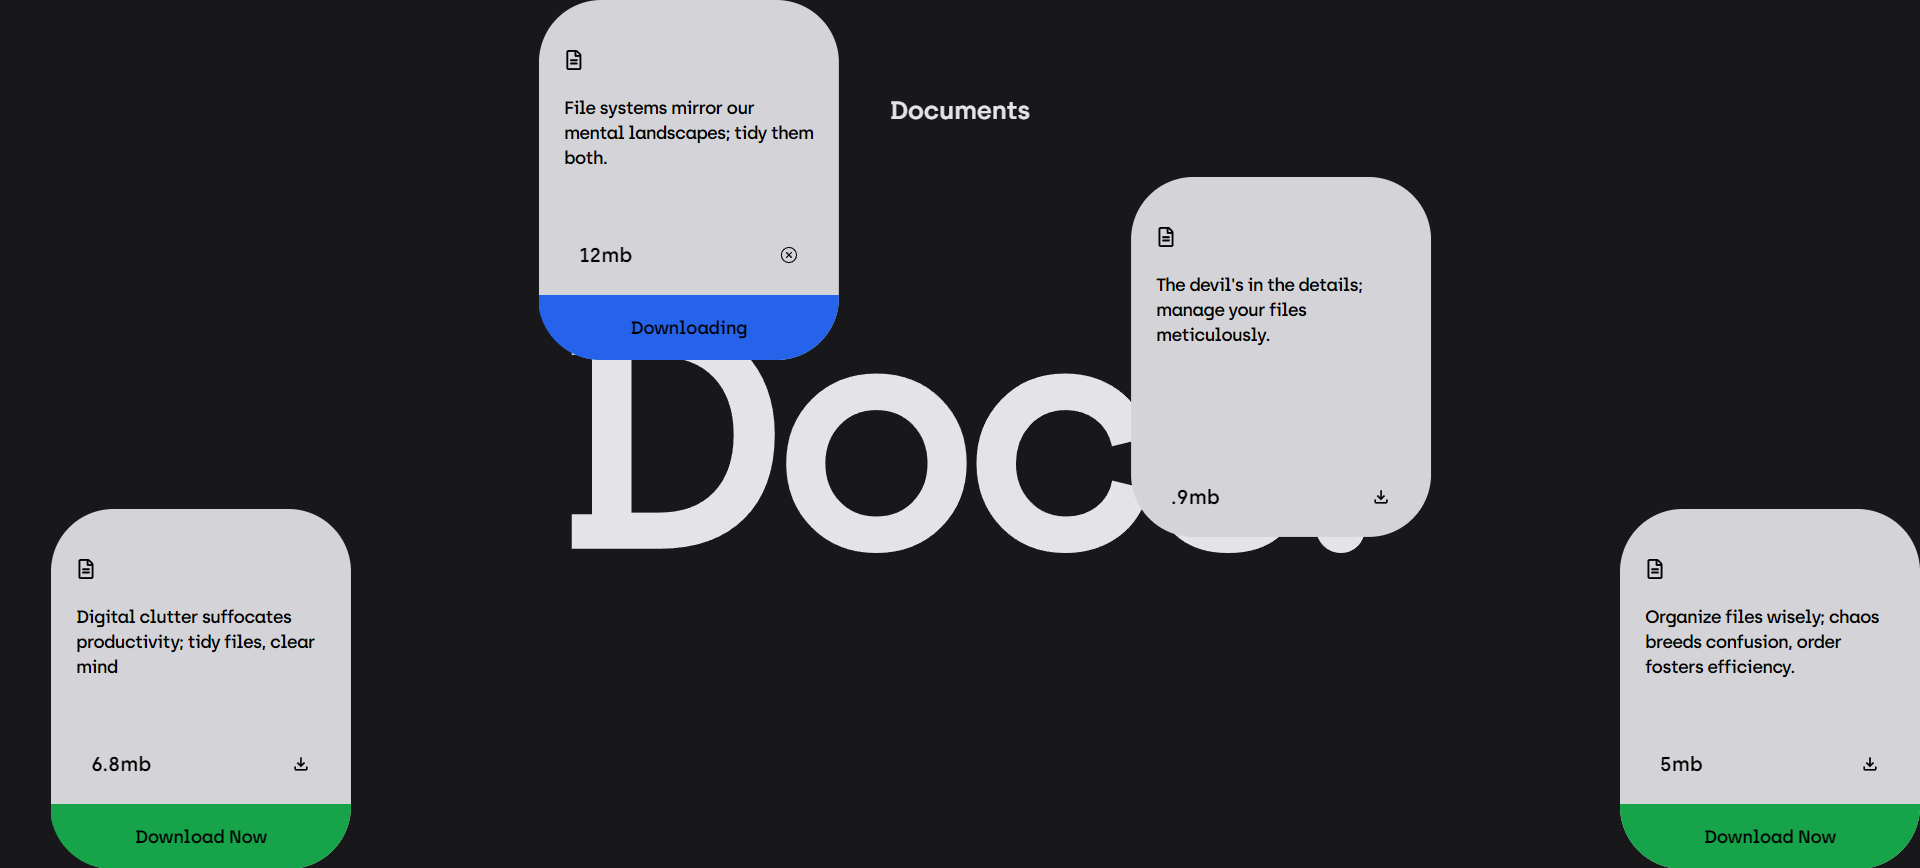 Documents
File systems mirror our
mental landscapes; tidy them
both.
12mb
Downloading
The devil's in the details;
manage your files
meticulously.
.9mb
Doc
Digital clutter suffocates
productivity; tidy files, clear
mind
6.8mb
Download Now
Organize files wisely; chaos
breeds confusion, order
fosters efficiency.
5mb
Download Now